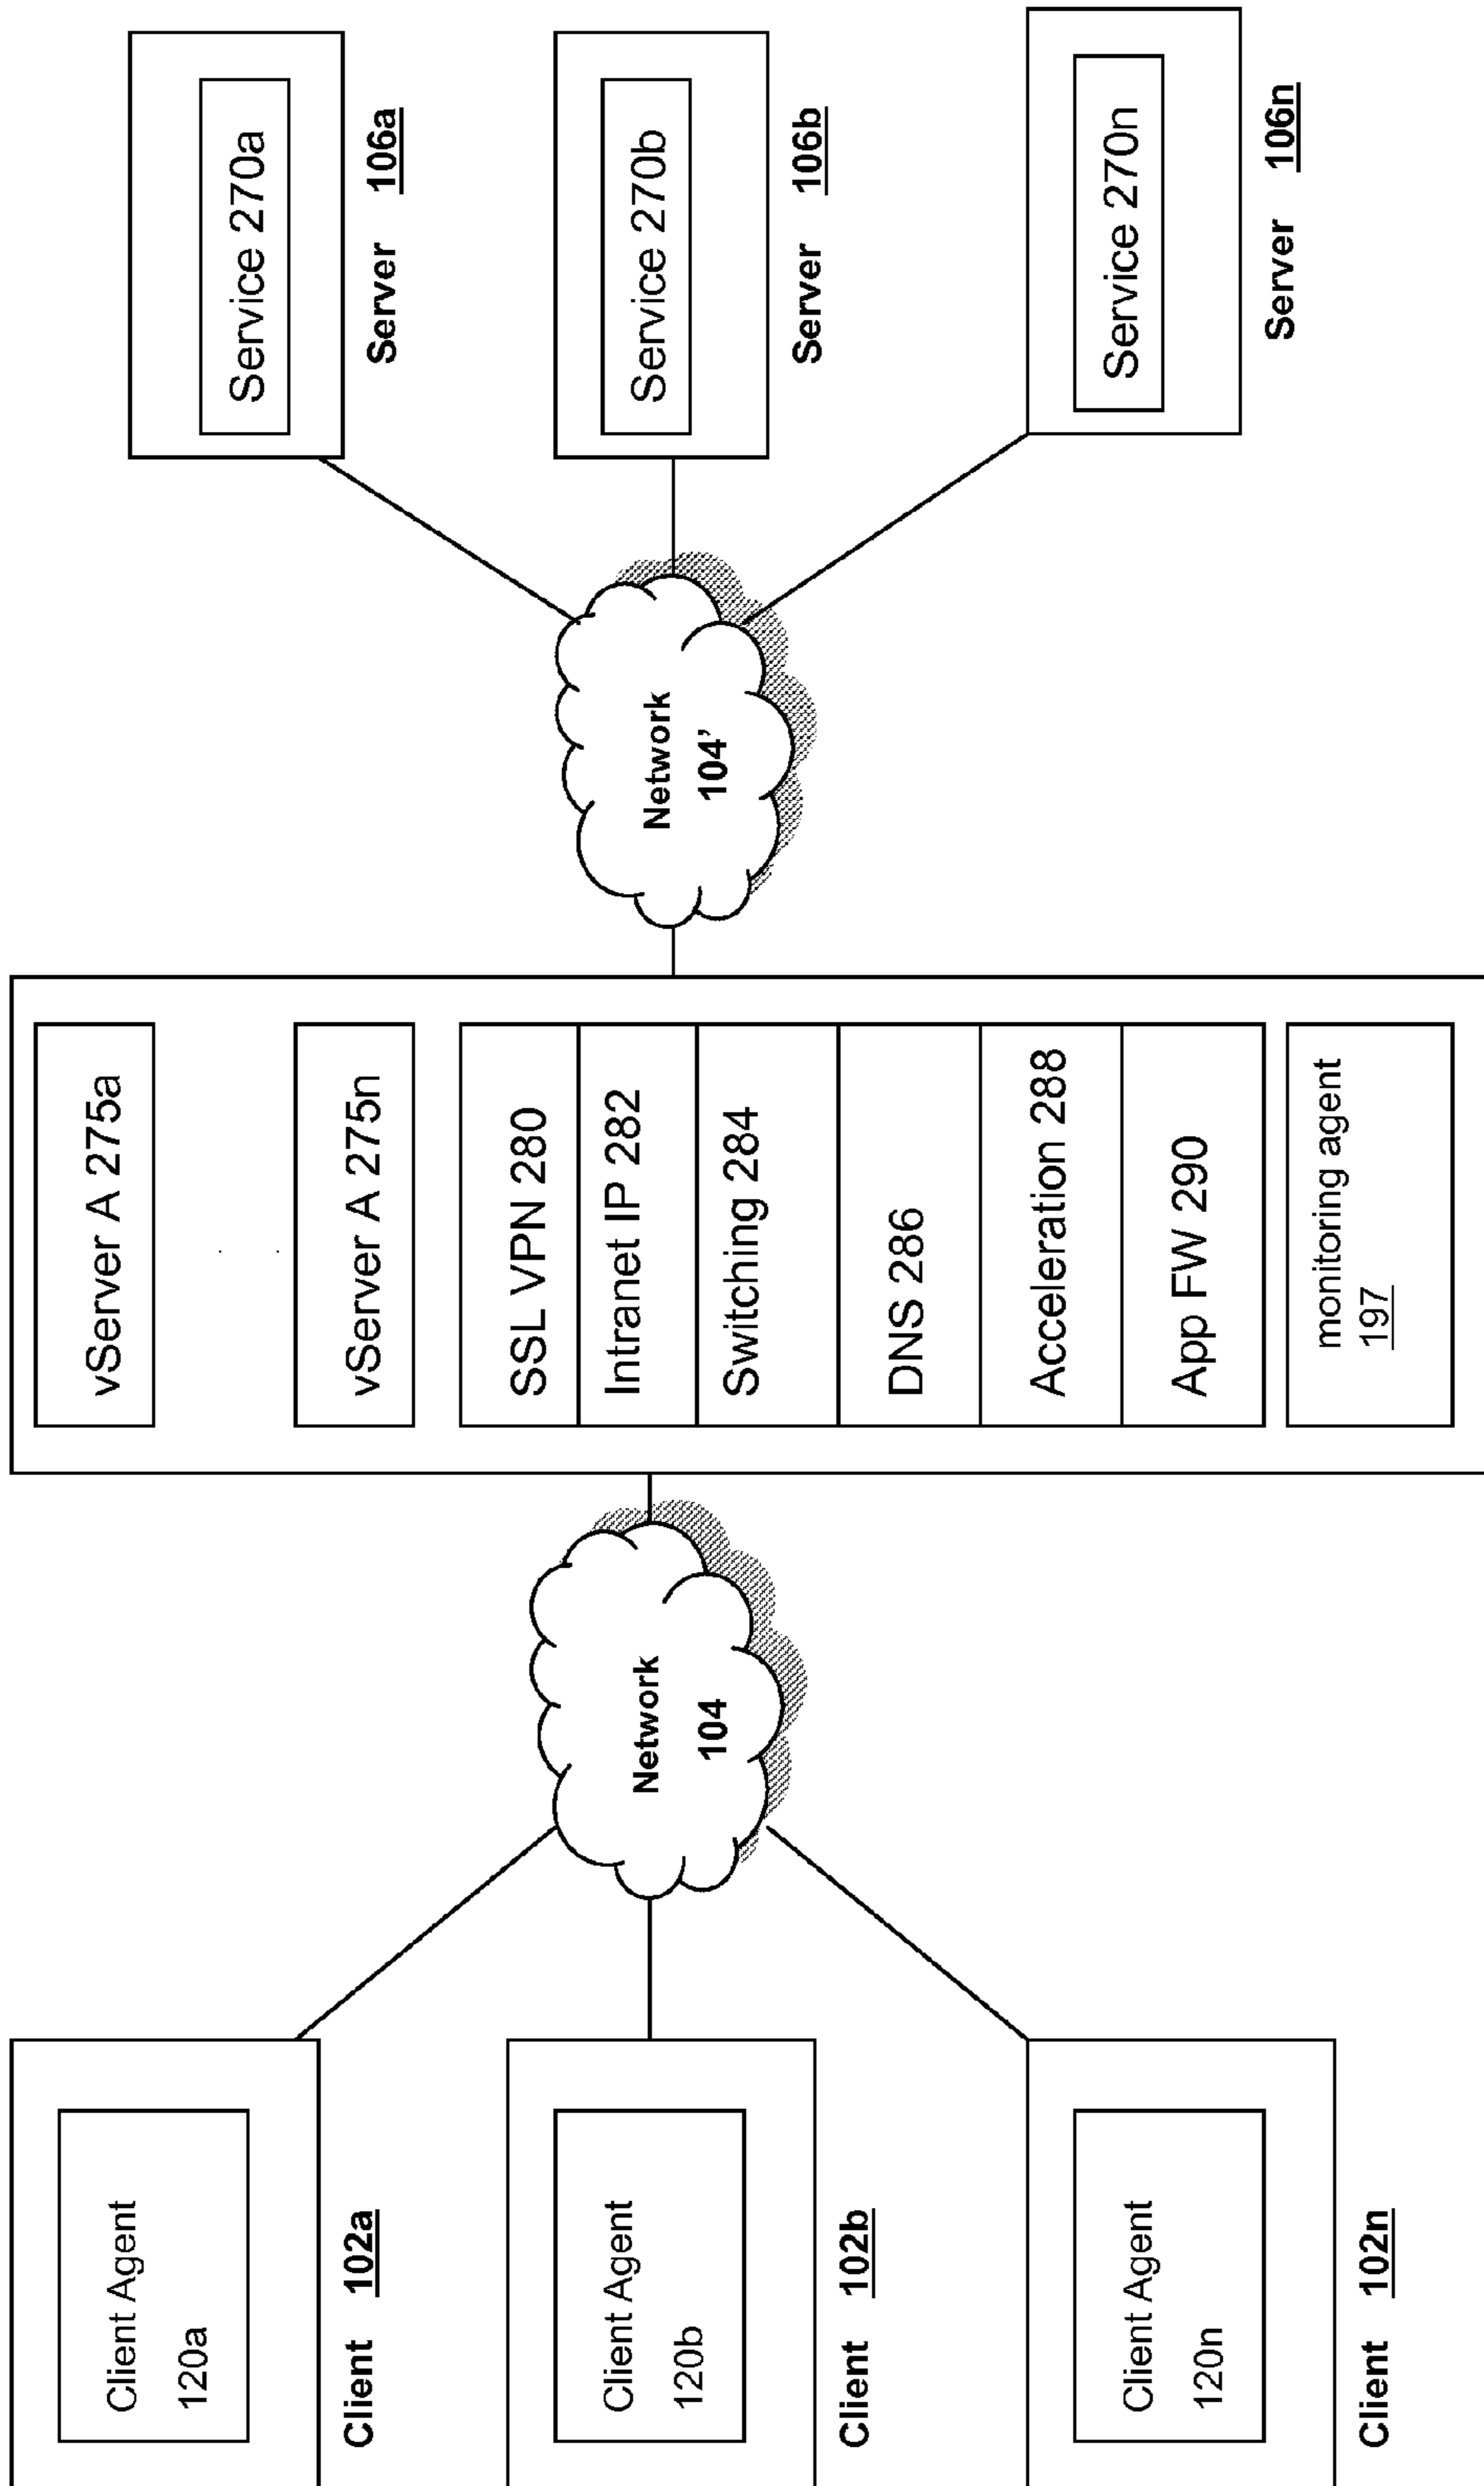 Client Agent
120a
Client 102a
Client Agent
120b
Client 102b
Client Agent
120n
Client 102n
Network
104
vServer A 275a
vServer A 275n
SSL VPN 280
Intranet IP 282
Switching 284
DNS 286
Acceleration 288
App FW 290
monitoring agent
197
Network
104’
Service 270a
Server 106a
Service 270b
Server 106b
Service 270n
Server 106n